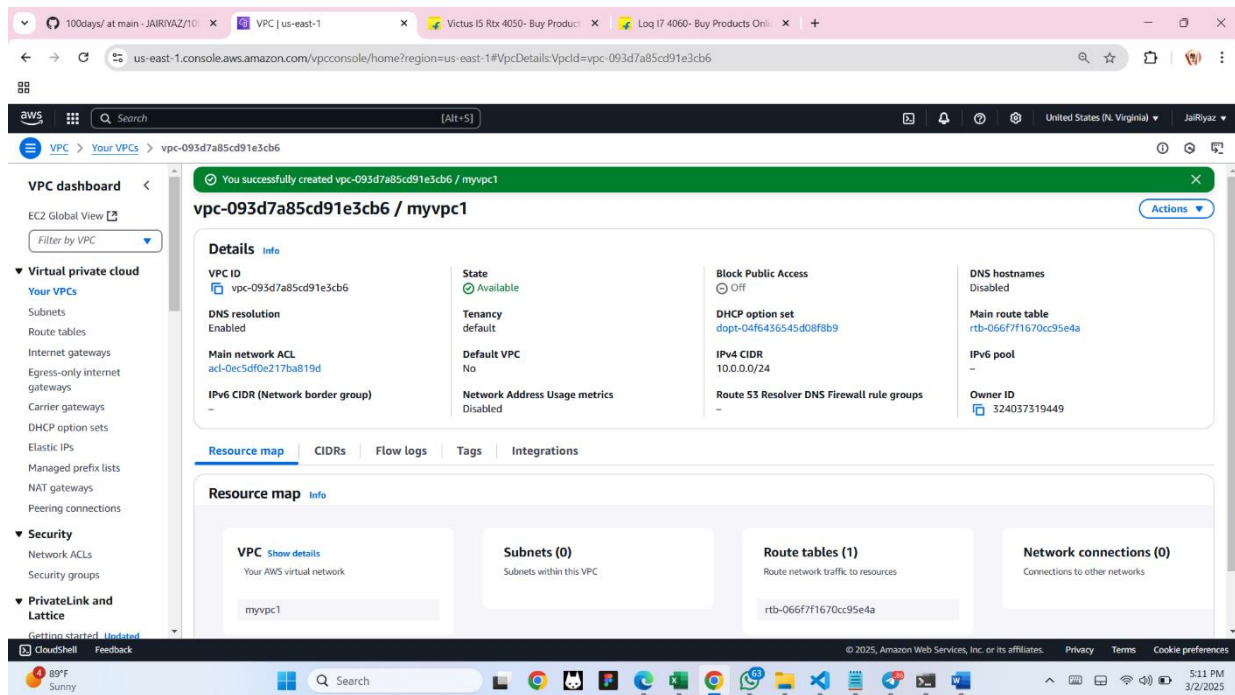 100days/ at main · JAIRIYAZ/10
VPC | us-east-1
Victus I5 Rtx 4050- Buy Product
Loq I7 4060- Buy Products Onli
us-east-1.console.aws.amazon.com/vpcconsole/home?region=us-east-1#VpcDetails:VpcId=vpc-093d7a85cd91e3cb6
aws
Search [Alt+S]
United States (N. Virginia)
JaiRiyaz
VPC > Your VPCs > vpc-093d7a85cd91e3cb6
VPC dashboard
EC2 Global View
Filter by VPC
Virtual private cloud
Your VPCs
Subnets
Route tables
Internet gateways
Egress-only internet
gateways
Carrier gateways
DHCP option sets
Elastic IPs
Managed prefix lists
NAT gateways
Peering connections
Security
Network ACLs
Security groups
PrivateLink and
Lattice
Getting started Updated
You successfully created vpc-093d7a85cd91e3cb6 / myvpc1
vpc-093d7a85cd91e3cb6 / myvpc1
Actions
Details Info
VPC ID
vpc-093d7a85cd91e3cb6
State
Available
Block Public Access
Off
DNS hostnames
Disabled
DNS resolution
Enabled
Tenancy
default
DHCP option set
dopt-04f6436545d08f8b9
Main route table
rtb-066f7f1670cc95e4a
Main network ACL
acl-0ec5df0e217ba819d
Default VPC
No
IPv4 CIDR
10.0.0.0/24
IPv6 pool
–
IPv6 CIDR (Network border group)
–
Network Address Usage metrics
Disabled
Route 53 Resolver DNS Firewall rule groups
–
Owner ID
324037319449
Resource map
CIDRs
Flow logs
Tags
Integrations
Resource map Info
VPC Show details
Your AWS virtual network
myvpc1
Subnets (0)
Subnets within this VPC
Route tables (1)
Route network traffic to resources
rtb-066f7f1670cc95e4a
Network connections (0)
Connections to other networks
CloudShell Feedback
© 2025, Amazon Web Services, Inc. or its affiliates. Privacy Terms Cookie preferences
4
89°F
Sunny
Search
63
5:11 PM
3/2/2025